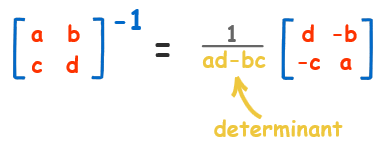 [a b
c d]⁻¹ = 1
ad-bc [d -b
-c a]
determinant